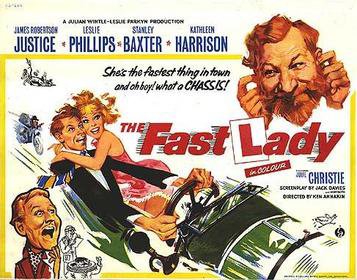 A JULIAN WINTLE-LESLIE PARKYN PRODUCTION
JAMES ROBERTSON JUSTICE * LESLIE PHILLIPS * STANLEY BAXTER * KATHLEEN HARRISON
She's the fastest thing in town
and oh boy! what a CHASSIS!
THE FAST LADY
in COLOUR
JULIE CHRISTIE
SCREENPLAY BY JACK DAVIES
DIRECTED BY KEN ANNAKIN